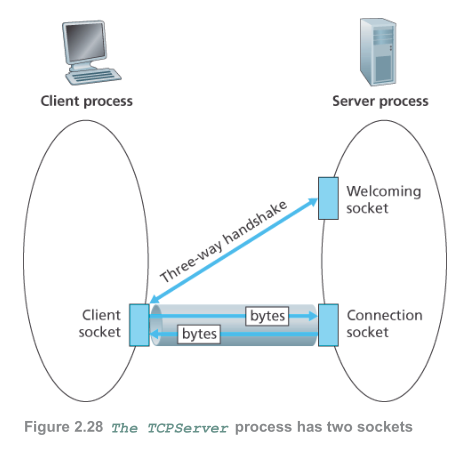 Client process
Server process
Welcoming
socket
Three-way handshake
Client
socket
bytes
bytes
Connection
socket
Figure 2.28 The TCPServer process has two sockets